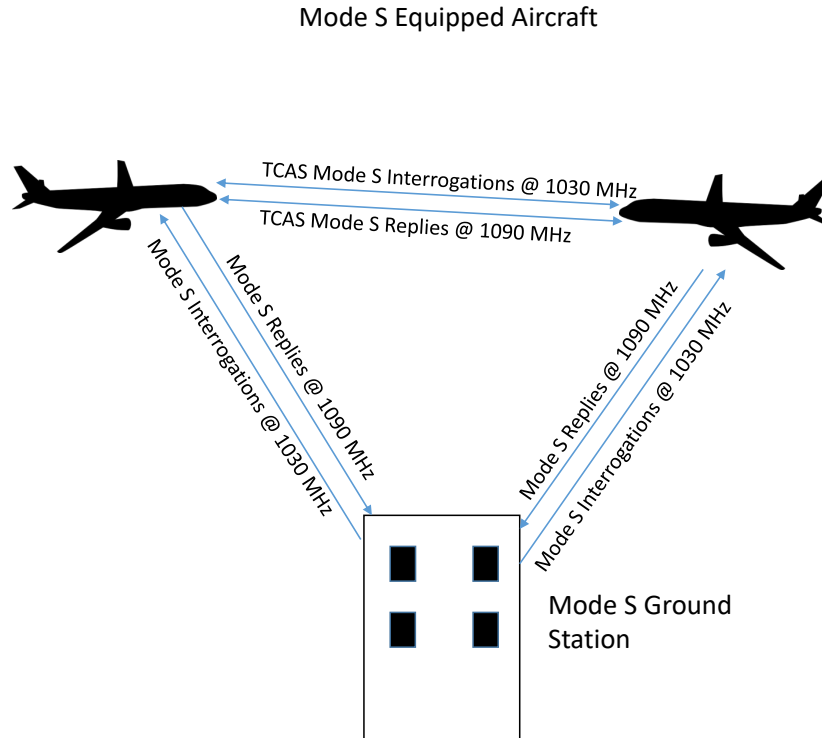 Mode S Equipped Aircraft
TCAS Mode S Interrogations @ 1030 MHz
TCAS Mode S Replies @ 1090 MHz
Mode S Interrogations @ 1030 MHz
Mode S Replies @ 1090 MHz
Mode S Replies @ 1090 MHz
Mode S Interrogations @ 1030 MHz
Mode S Ground
Station